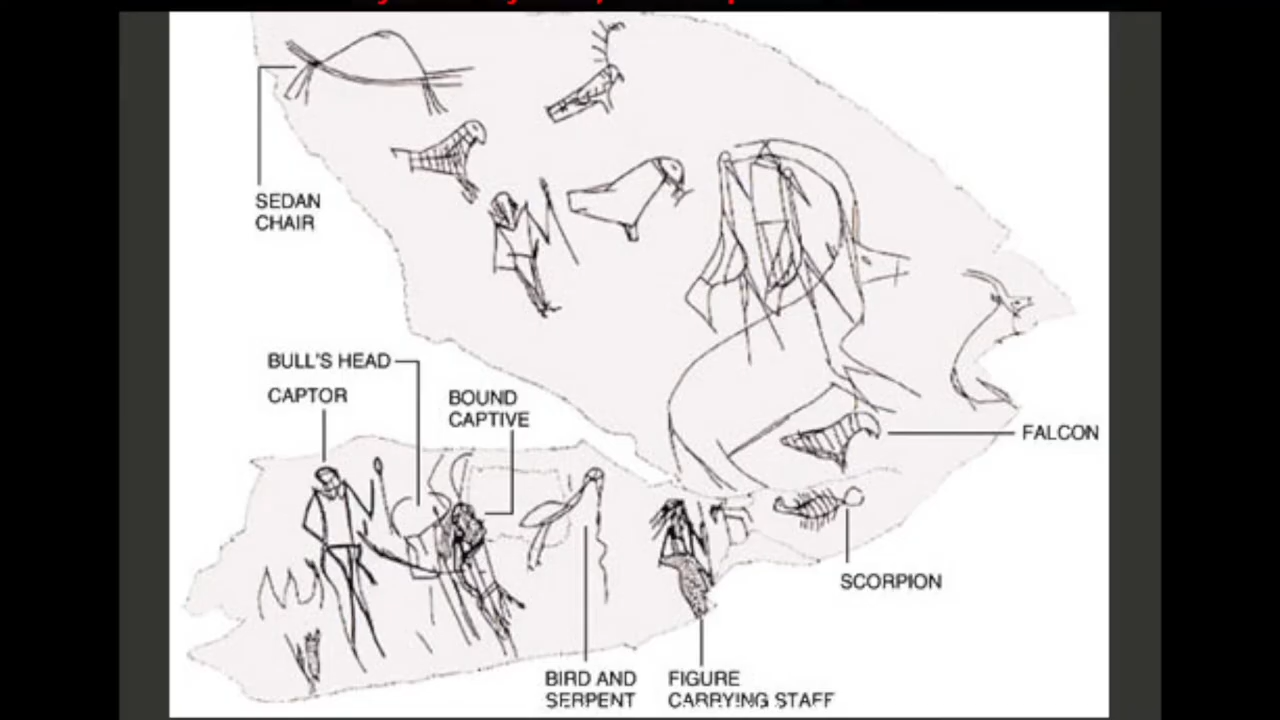 SEDAN
CHAIR
BULL'S HEAD
CAPTOR
BOUND
CAPTIVE
FALCON
SCORPION
BIRD AND
SERPENT
FIGURE
CARRYING STAFF